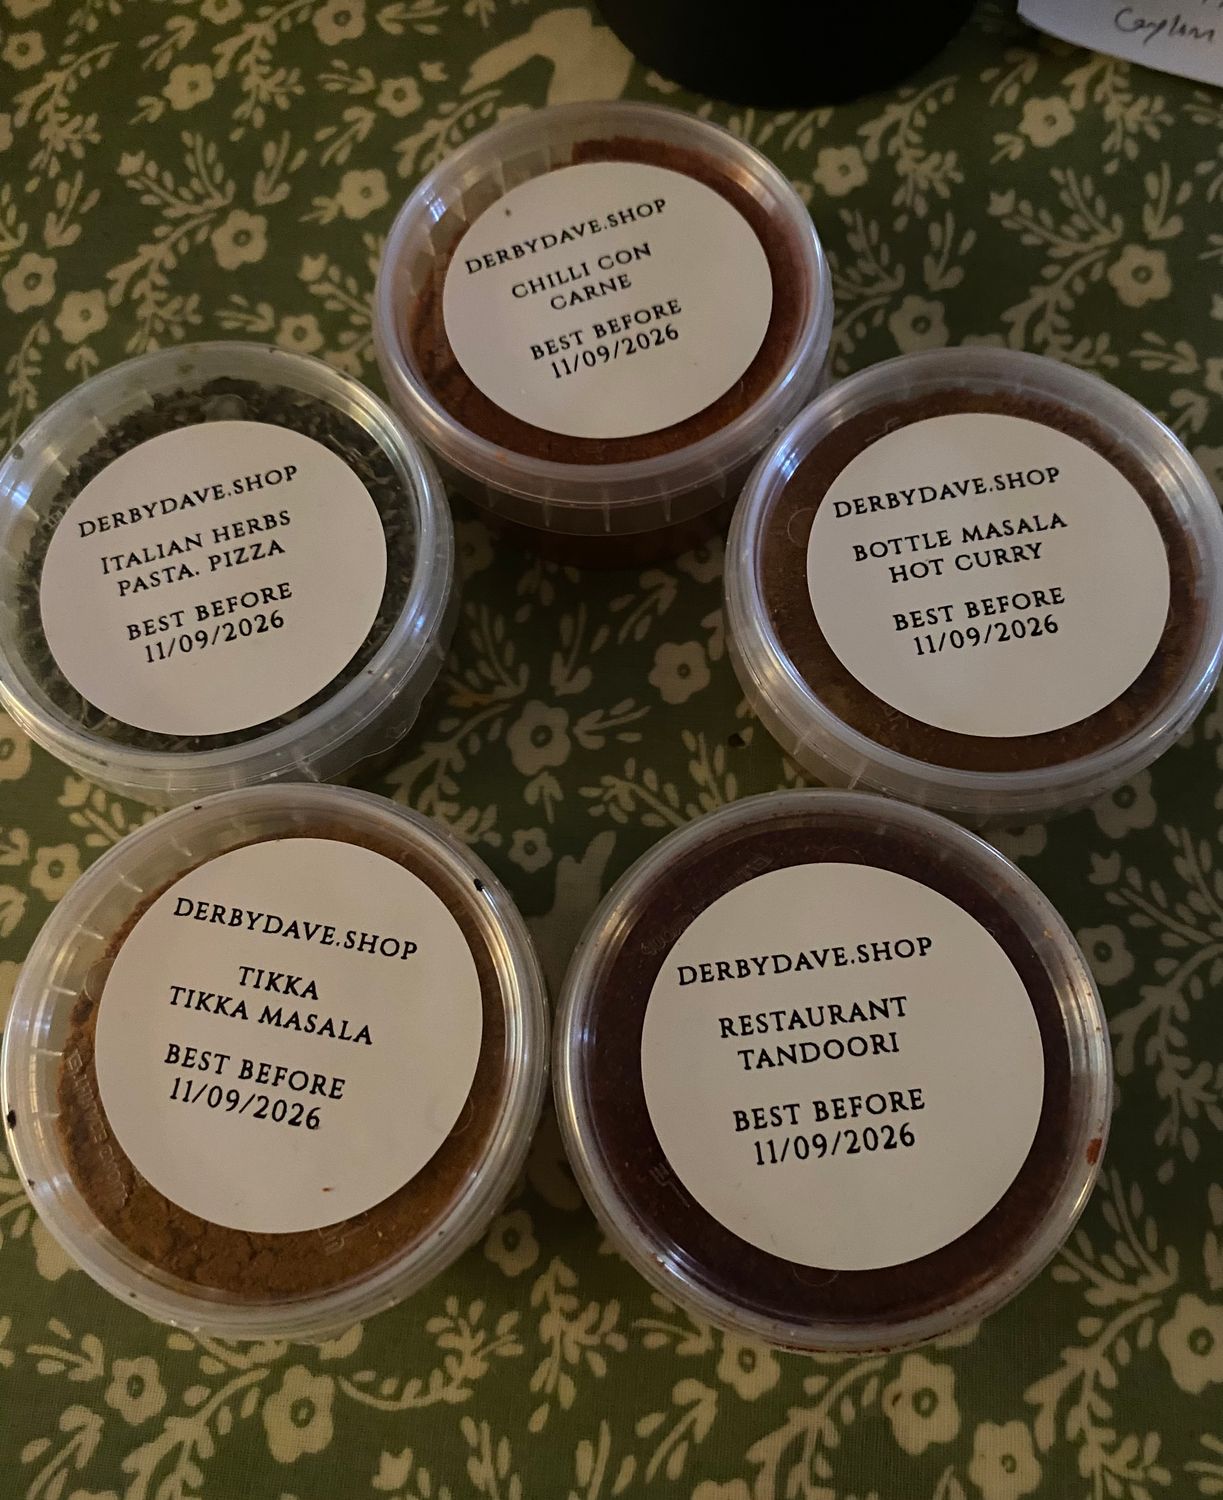 Ceylon
DERBYDAVE.SHOP
CHILLI CON
CARNE
BEST BEFORE
11/09/2026
DERBYDAVE.SHOP
ITALIAN HERBS
PASTA. PIZZA
BEST BEFORE
11/09/2026
DERBYDAVE.SHOP
BOTTLE MASALA
HOT CURRY
BEST BEFORE
11/09/2026
DERBYDAVE.SHOP
TIKKA
TIKKA MASALA
BEST BEFORE
11/09/2026
DERBYDAVE.SHOP
RESTAURANT
TANDOORI
BEST BEFORE
11/09/2026